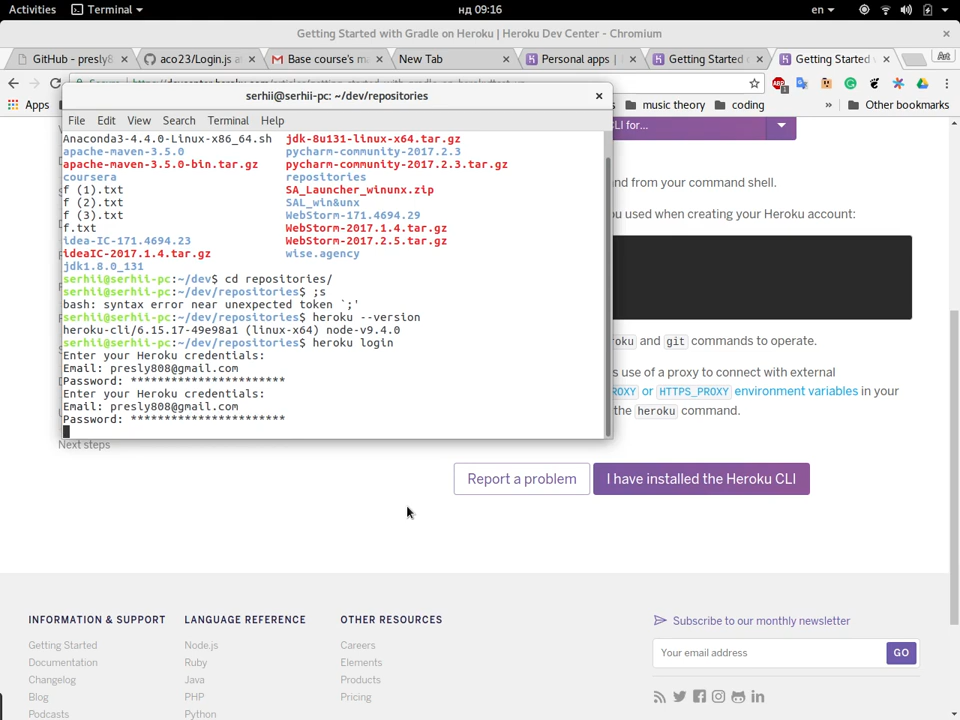 Activities
Terminal
нд 09:16
en
Getting Started with Gradle on Heroku | Heroku Dev Center - Chromium
GitHub - presly8
aco23/Login.js a
Base course's m
New Tab
Personal apps |
Getting Started
Getting Started
Art
Apps
music theory
coding
»
Other bookmarks
serhii@serhii-pc: ~/dev/repositories
File Edit View Search Terminal Help
Anaconda3-4.4.0-Linux-x86_64.sh jdk-8u131-linux-x64.tar.gz
apache-maven-3.5.0 pycharm-community-2017.2.3
apache-maven-3.5.0-bin.tar.gz pycharm-community-2017.2.3.tar.gz
coursera repositories
f (1).txt SA_Launcher_winunx.zip
f (2).txt SAL_win&unx
f (3).txt WebStorm-171.4694.29
f.txt WebStorm-2017.1.4.tar.gz
idea-IC-171.4694.23 WebStorm-2017.2.5.tar.gz
ideaIC-2017.1.4.tar.gz wise.agency
jdk1.8.0_131
serhii@serhii-pc:~/dev$ cd repositories/
serhii@serhii-pc:~/dev/repositories$ ;s
bash: syntax error near unexpected token `;'
serhii@serhii-pc:~/dev/repositories$ heroku --version
heroku-cli/6.15.17-49e98a1 (linux-x64) node-v9.4.0
serhii@serhii-pc:~/dev/repositories$ heroku login
Enter your Heroku credentials:
Email: presly808@gmail.com
Password: ***********************
Enter your Heroku credentials:
Email: presly808@gmail.com
Password: ***********************
CLI for...
nd from your command shell.
u used when creating your Heroku account:
oku and git commands to operate.
s use of a proxy to connect with external
ROXY or HTTPS_PROXY environment variables in your
the heroku command.
Next steps
Report a problem
I have installed the Heroku CLI
INFORMATION & SUPPORT
Getting Started
Documentation
Changelog
Blog
Podcasts
LANGUAGE REFERENCE
Node.js
Ruby
Java
PHP
Python
OTHER RESOURCES
Careers
Elements
Products
Pricing
Subscribe to our monthly newsletter
Your email address
GO